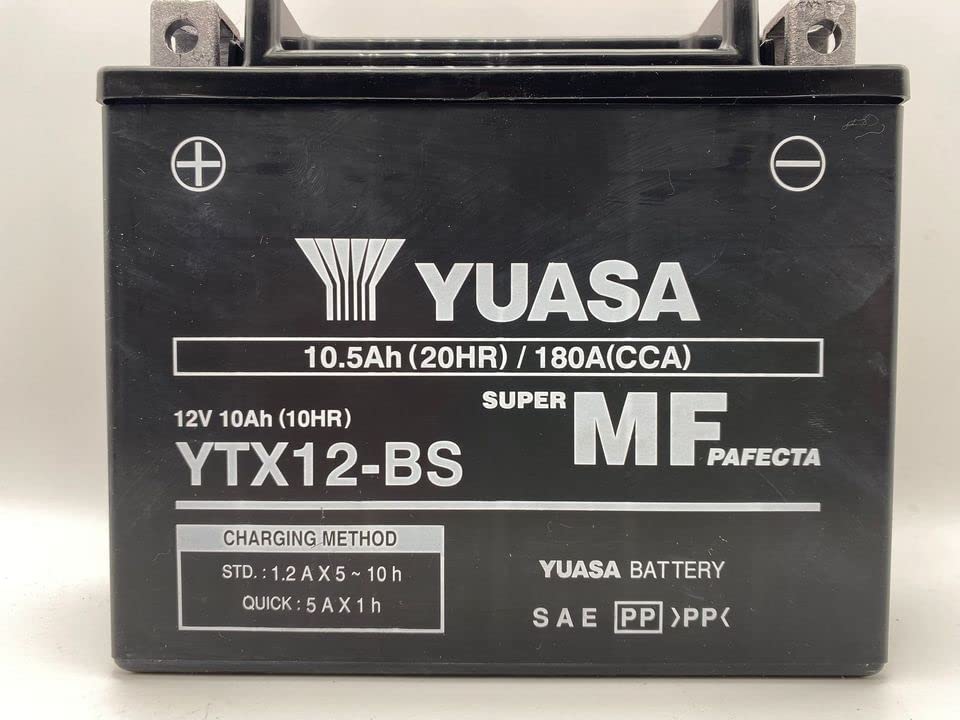 YUASA
10.5Ah (20HR) / 180A(CCA)
12V 10Ah (10HR)
YTX12-BS
SUPER MF PAFECTA
CHARGING METHOD
STD. : 1.2 A X 5 ~ 10 h
QUICK : 5 A X 1 h
YUASA BATTERY
S A E PP >PP<